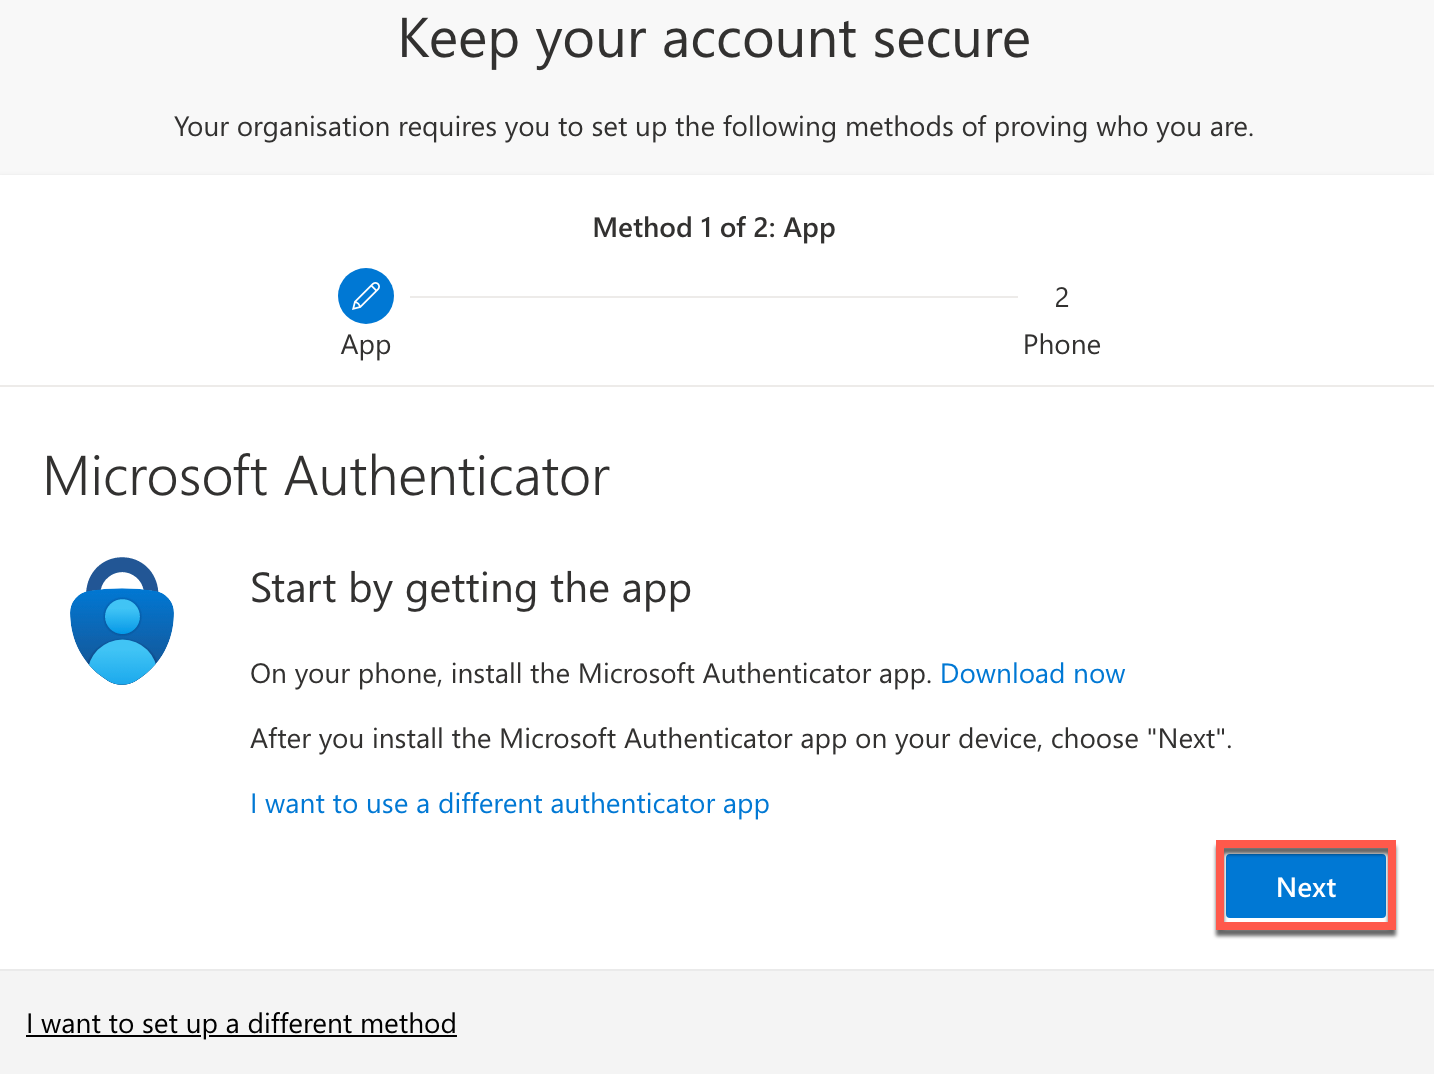 Keep your account secure
Your organisation requires you to set up the following methods of proving who you are.
Method 1 of 2: App
2
App
Phone
Microsoft Authenticator
Start by getting the app
On your phone, install the Microsoft Authenticator app. Download now
After you install the Microsoft Authenticator app on your device, choose "Next".
I want to use a different authenticator app
Next
I want to set up a different method